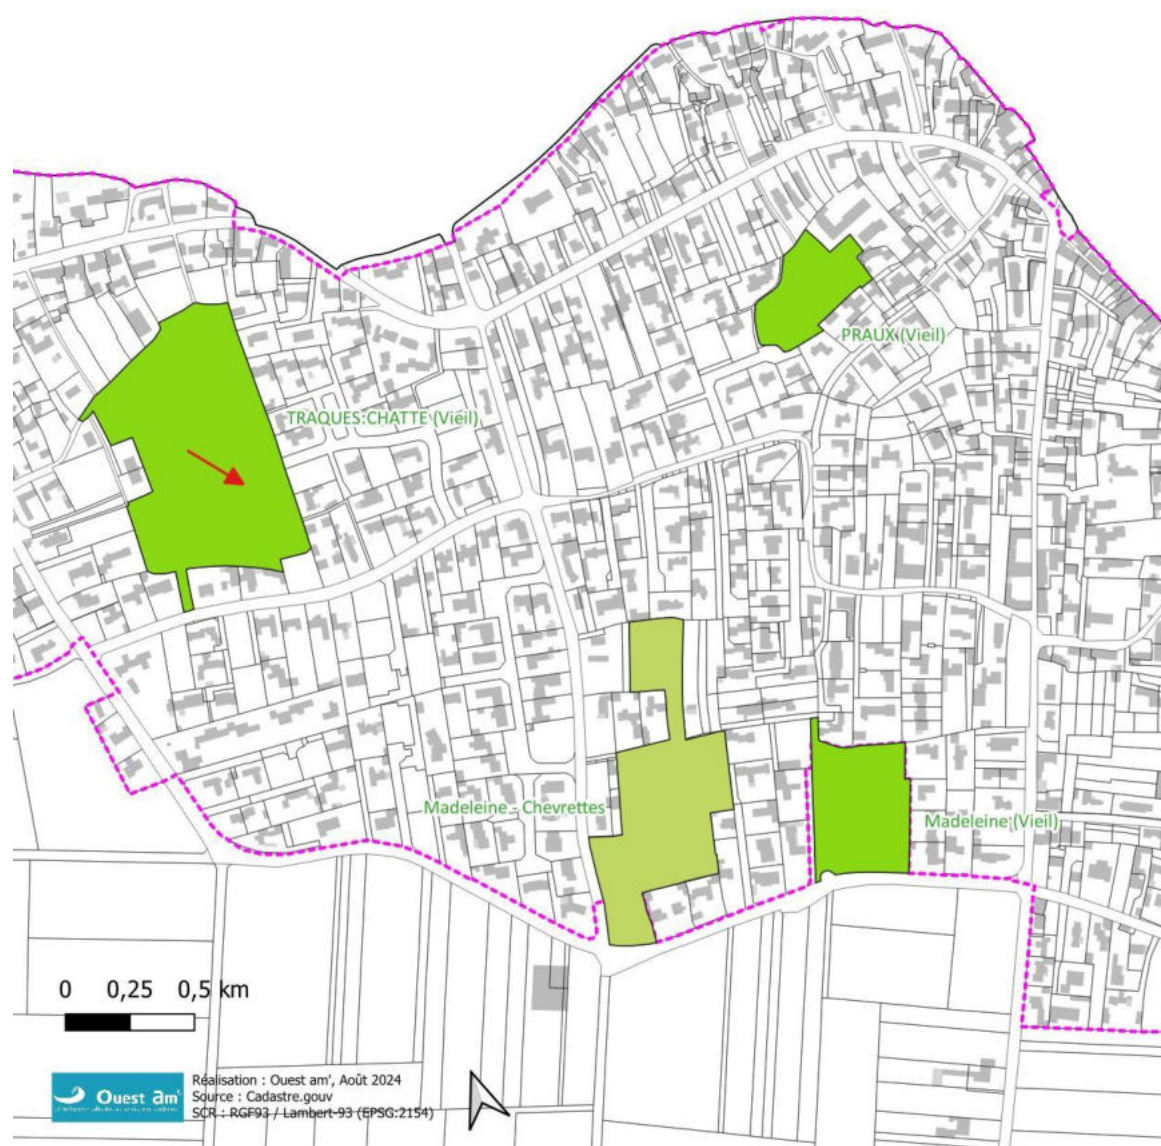 PRAUX (Vieil)
TRAQUES:CHATTE (Vieil)
Madeleine - Chevrettes
Madeleine (Vieil)
0 0,25 0,5 km
Ouest am'
Réalisation : Ouest am', Août 2024
Source : Cadastre.gouv
SCR : RGF93 / Lambert-93 (EPSG:2154)